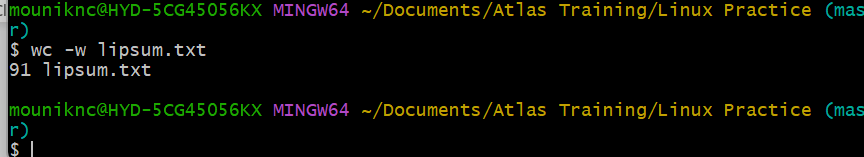 mouniknc@HYD-5CG45056KX MINGW64 ~/Documents/Atlas Training/Linux Practice (mas
r)
$ wc -w lipsum.txt
91 lipsum.txt
mouniknc@HYD-5CG45056KX MINGW64 ~/Documents/Atlas Training/Linux Practice (mas
r)
$